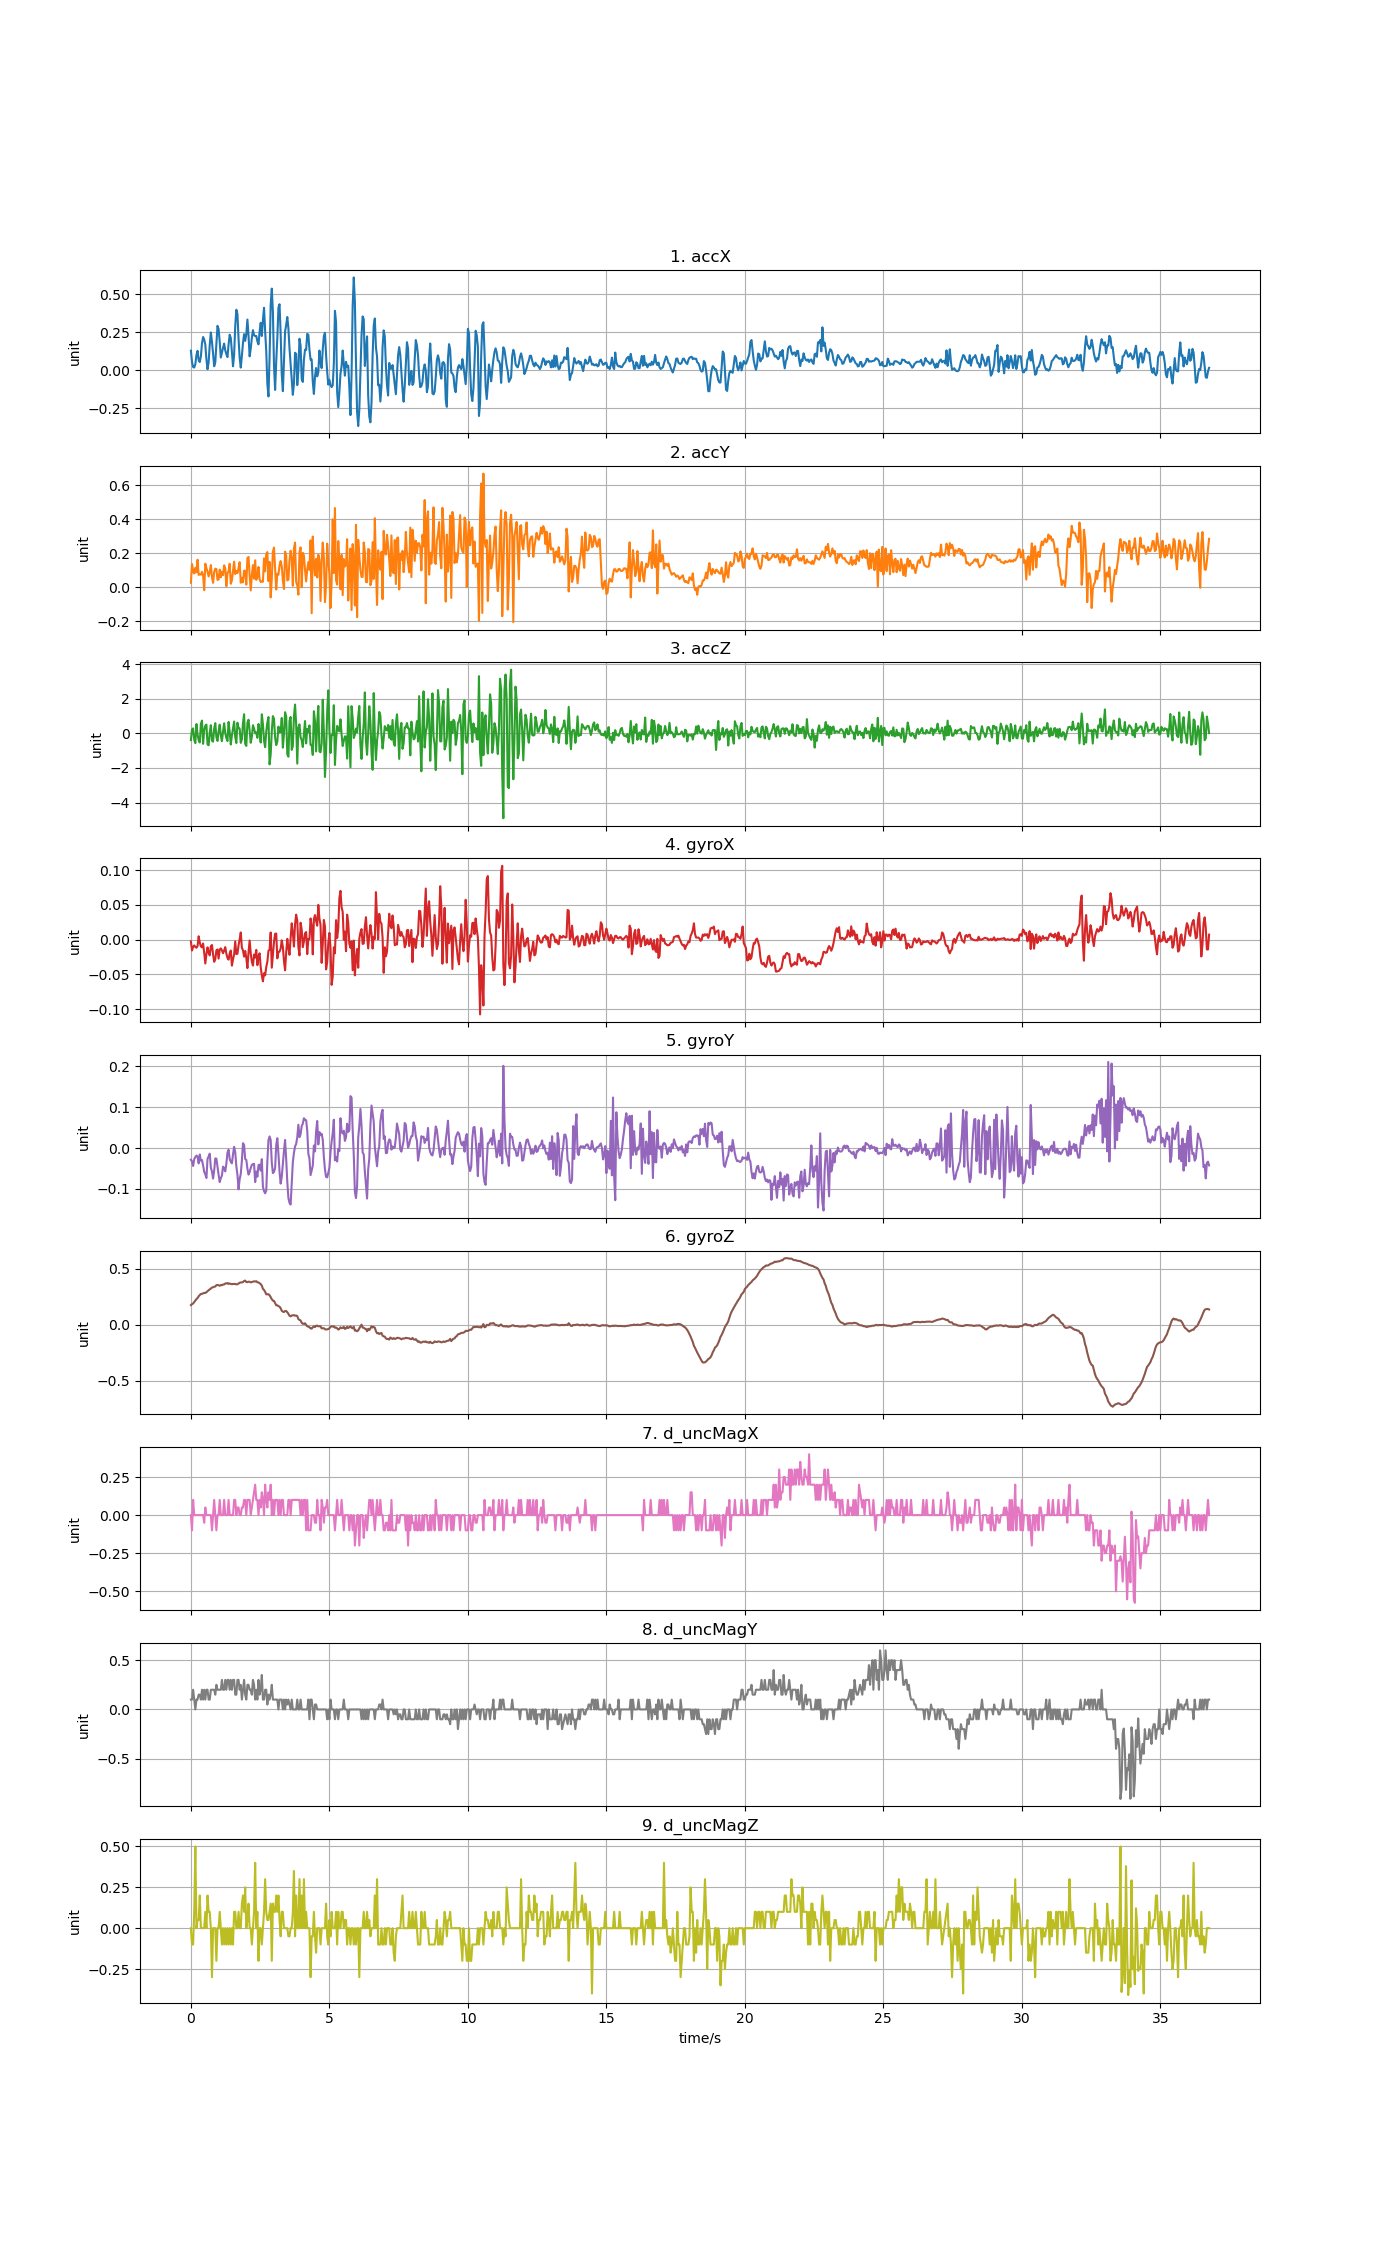 1. accX
0.50
0.25
0.00
−0.25
unit
2. accY
0.6
0.4
0.2
0.0
−0.2
unit
3. accZ
4
2
0
−2
−4
unit
4. gyroX
0.10
0.05
0.00
−0.05
−0.10
unit
5. gyroY
0.2
0.1
0.0
−0.1
unit
6. gyroZ
0.5
0.0
−0.5
unit
7. d_uncMagX
0.25
0.00
−0.25
−0.50
unit
8. d_uncMagY
0.5
0.0
−0.5
unit
9. d_uncMagZ
0.50
0.25
0.00
−0.25
unit
0 5 10 15 20 25 30 35
time/s